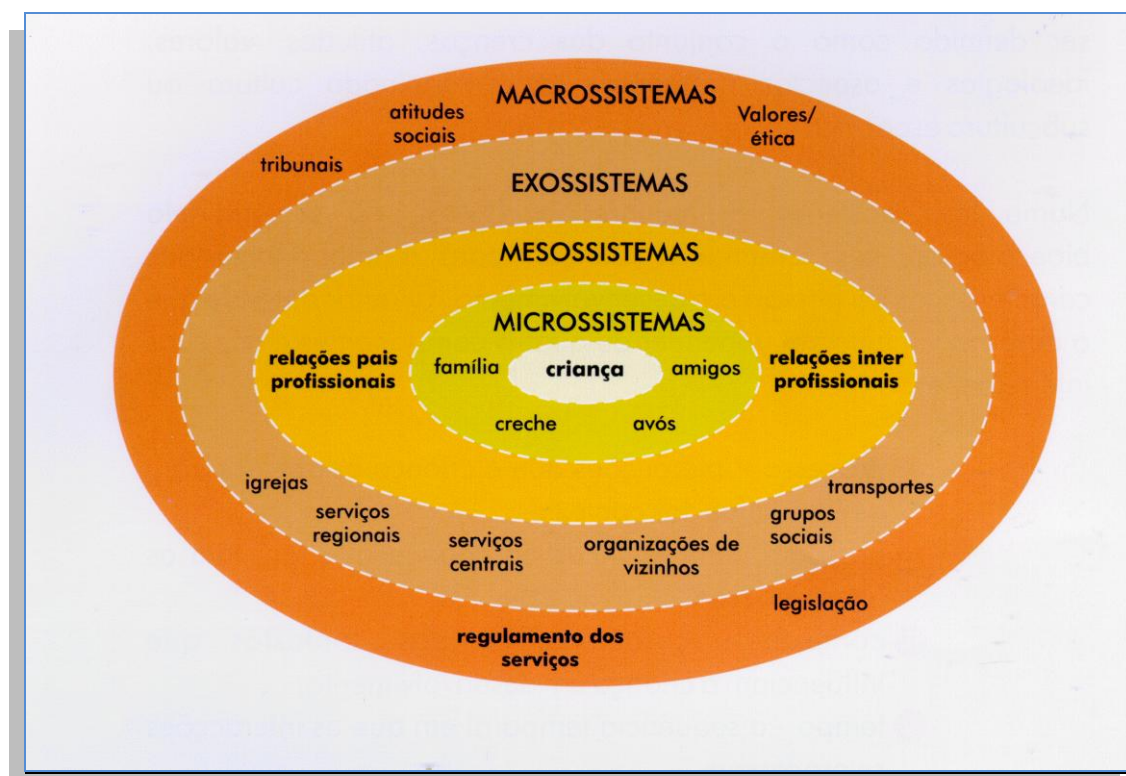 MACROSSISTEMAS
atitudes
sociais
Valores/
ética
tribunais
EXOSSISTEMAS
MESOSSISTEMAS
MICROSSISTEMAS
relações pais
profissionais
família
criança
amigos
relações inter
profissionais
creche
avós
igrejas
transportes
serviços
regionais
grupos
sociais
serviços
centrais
organizações de
vizinhos
legislação
regulamento dos
serviços